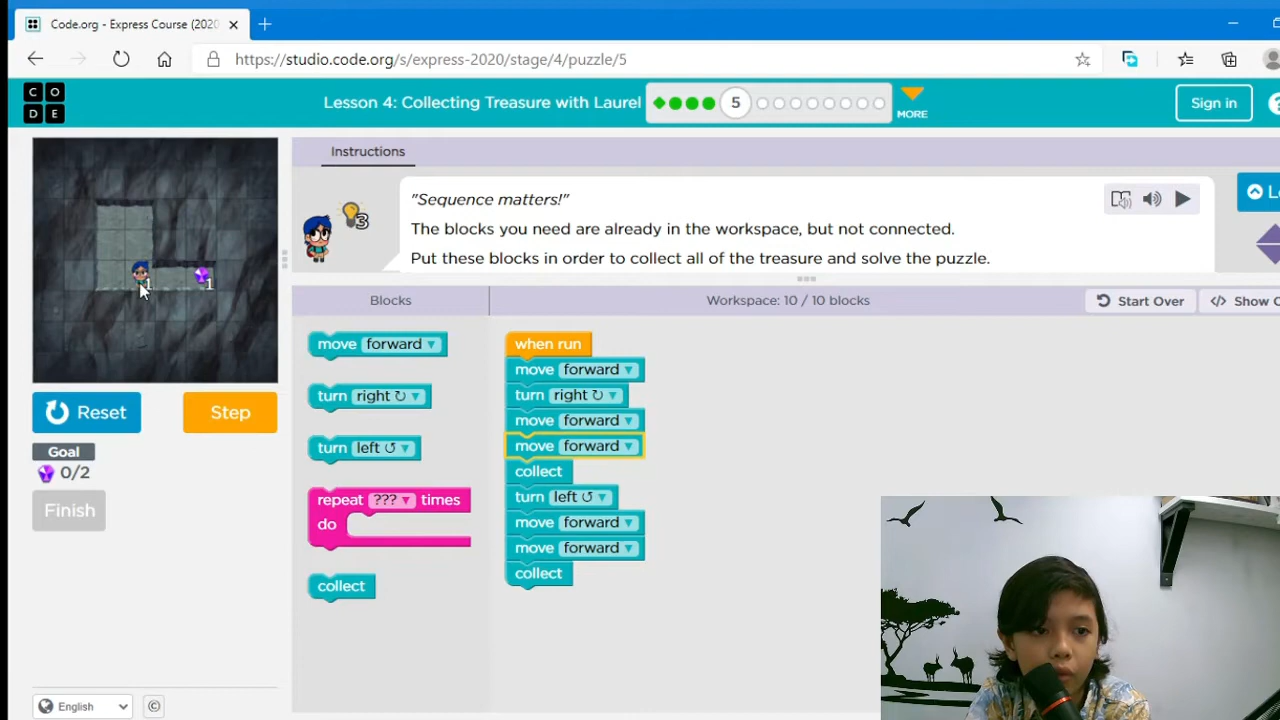 Code.org - Express Course (2020
https://studio.code.org/s/express-2020/stage/4/puzzle/5
C O
D E
Lesson 4: Collecting Treasure with Laurel
5
MORE
Sign in
?
Instructions
3
"Sequence matters!"
The blocks you need are already in the workspace, but not connected.
Put these blocks in order to collect all of the treasure and solve the puzzle.
1
1
Blocks
Workspace: 10 / 10 blocks
Start Over
</> Show
move forward
turn right
turn left
repeat ??? times
do
collect
when run
move forward
turn right
move forward
move forward
collect
turn left
move forward
move forward
collect
Reset
Step
Goal
0/2
Finish
English
©